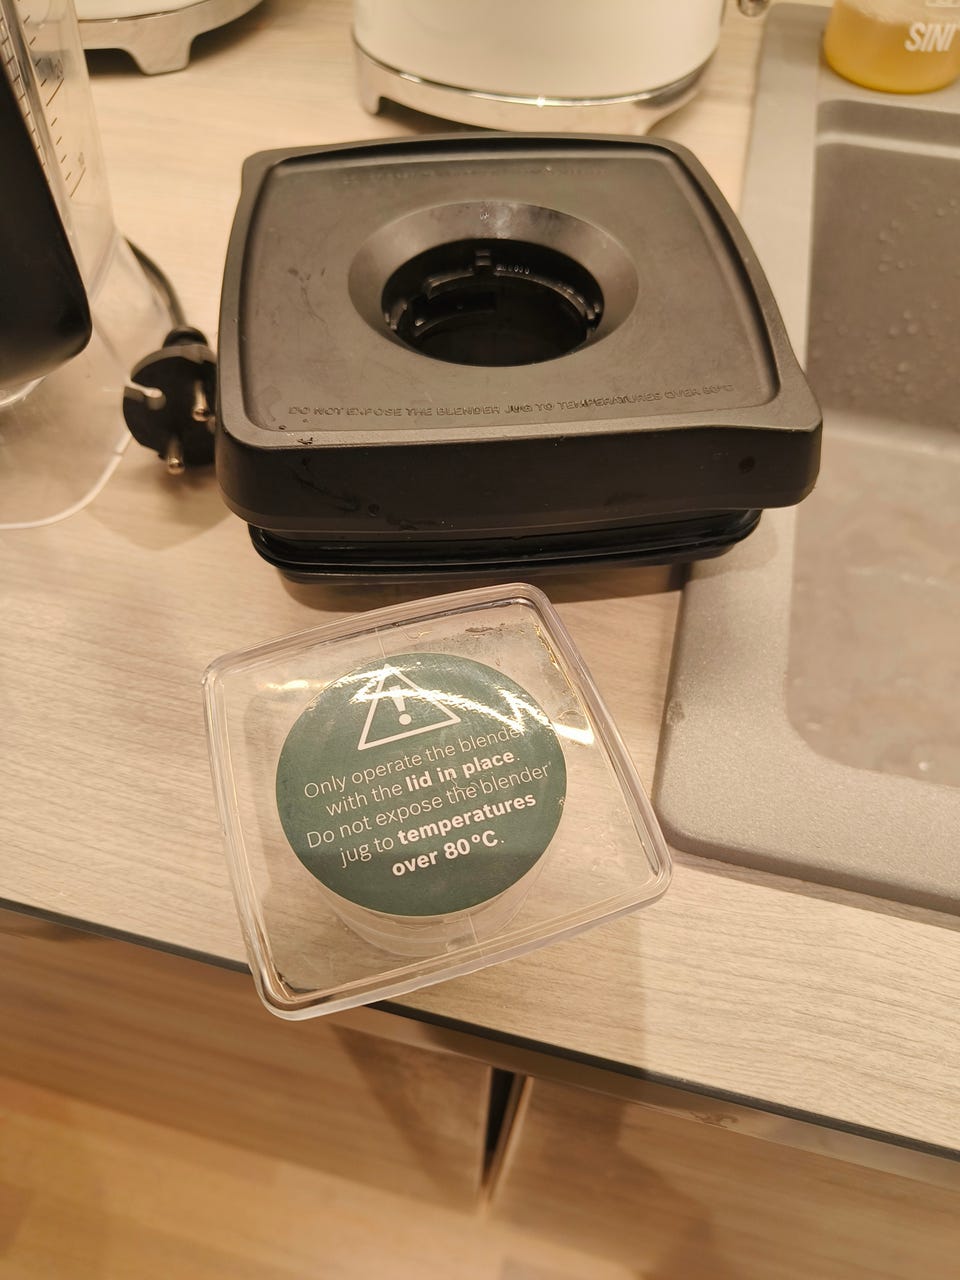 SINI
DO NOT EXPOSE THE BLENDER JUG TO TEMPERATURES OVER 80°C
Only operate the blender
with the lid in place.
Do not expose the blender
jug to temperatures
over 80°C.